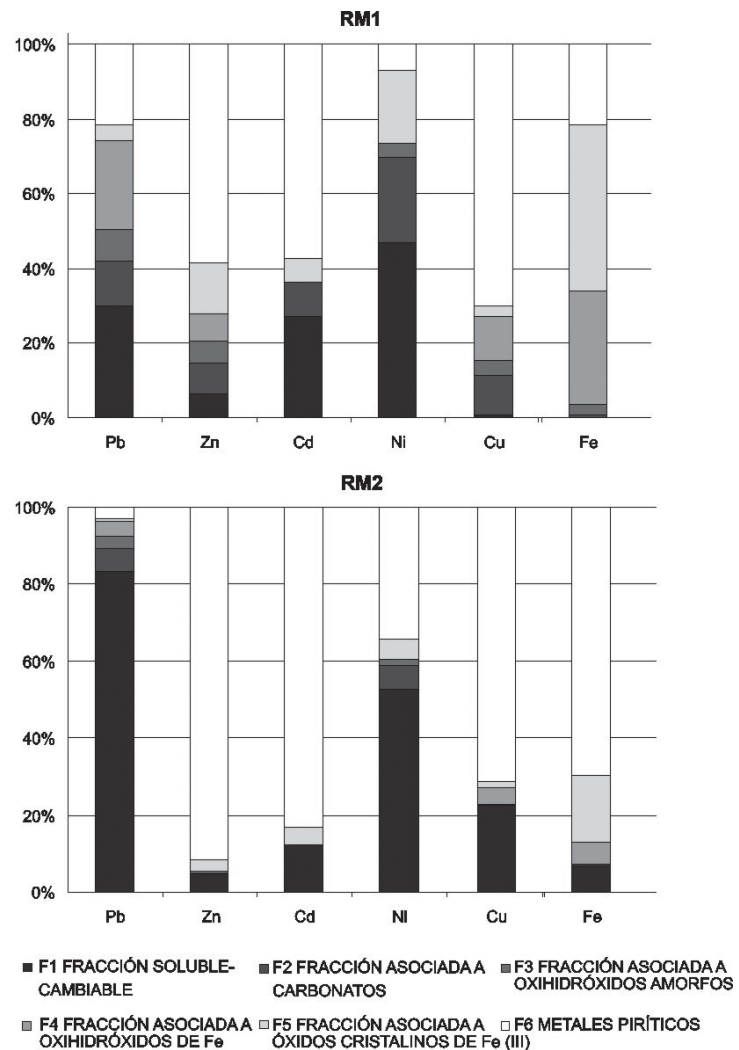 RM1
100%
80%
60%
40%
20%
0%
Pb Zn Cd Ni Cu Fe
RM2
100%
80%
60%
40%
20%
0%
Pb Zn Cd NI Cu Fe
F1 FRACCIÓN SOLUBLE-
CAMBIABLE
F2 FRACCIÓN ASOCIADA A
CARBONATOS
F3 FRACCIÓN ASOCIADA A
OXIHIDRÓXIDOS AMORFOS
F4 FRACCIÓN ASOCIADA A
OXIHIDRÓXIDOS DE Fe
F5 FRACCIÓN ASOCIADA A
ÓXIDOS CRISTALINOS DE Fe (III)
F6 METALES PIRÍTICOS